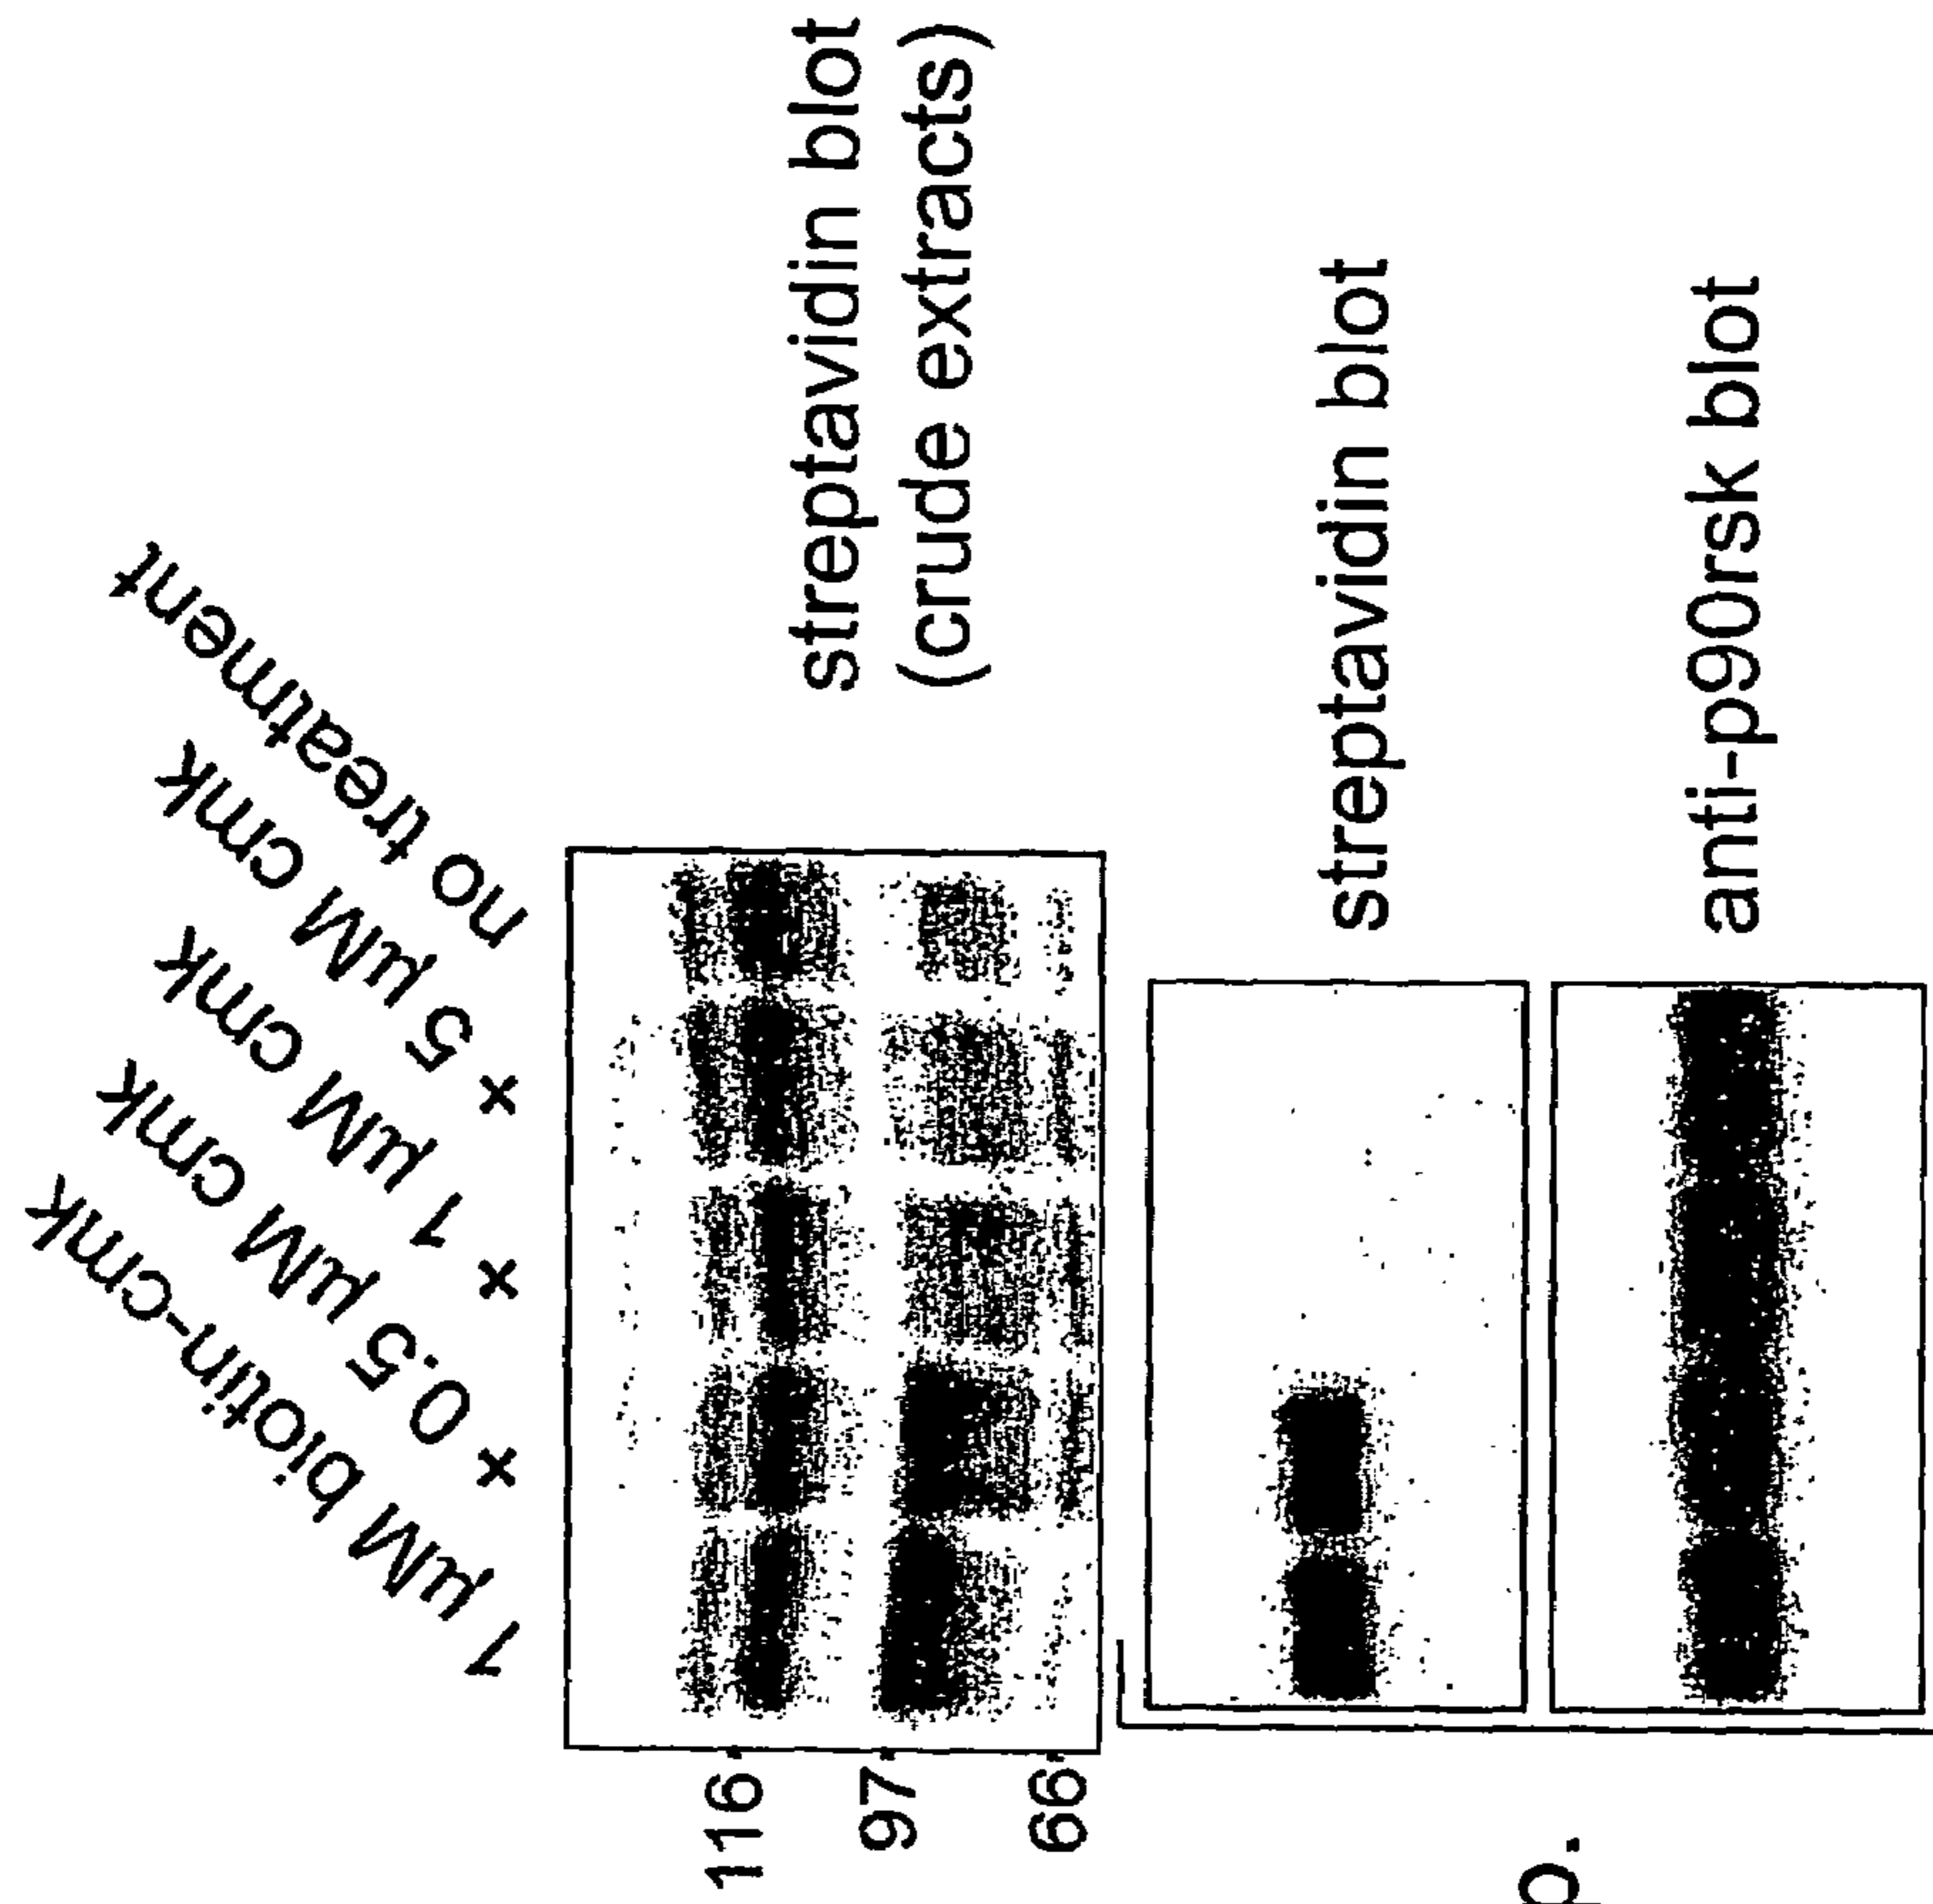 1 µM biotin-cmk
+ 0.5 µM cmk
+ 1 µM cmk
+ 5 µM cmk
no treatment
116
97
66
streptavidin blot
(crude extracts)
streptavidin blot
anti-p90rsk blot
p.